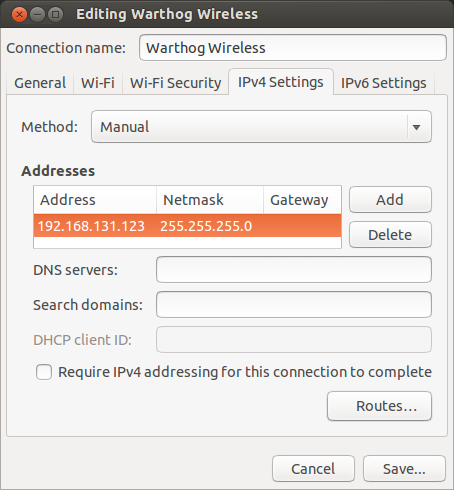 Editing Warthog Wireless
Connection name: Warthog Wireless
General Wi-Fi Wi-Fi Security IPv4 Settings IPv6 Settings
Method: Manual
Addresses
Address Netmask Gateway Add
192.168.131.123 255.255.255.0 Delete
DNS servers:
Search domains:
DHCP client ID:
Require IPv4 addressing for this connection to complete
Routes...
Cancel Save...